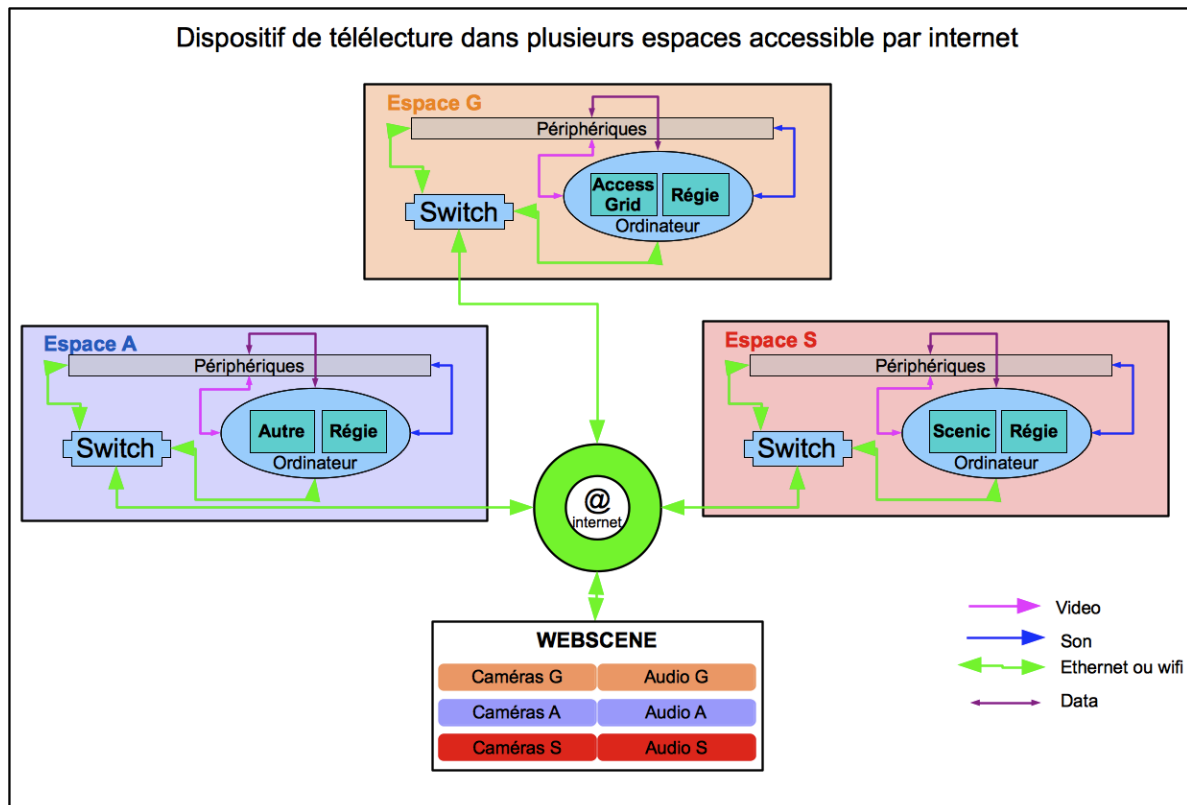 Dispositif de télélecture dans plusieurs espaces accessible par internet
Espace G
Périphériques
Access
Grid
Régie
Switch
Ordinateur
Espace A
Périphériques
Autre
Régie
Switch
Ordinateur
Espace S
Périphériques
Scenic
Régie
Switch
Ordinateur
@
internet
WEBSCENE
Caméras G
Audio G
Caméras A
Audio A
Caméras S
Audio S
Video
Son
Ethernet ou wifi
Data